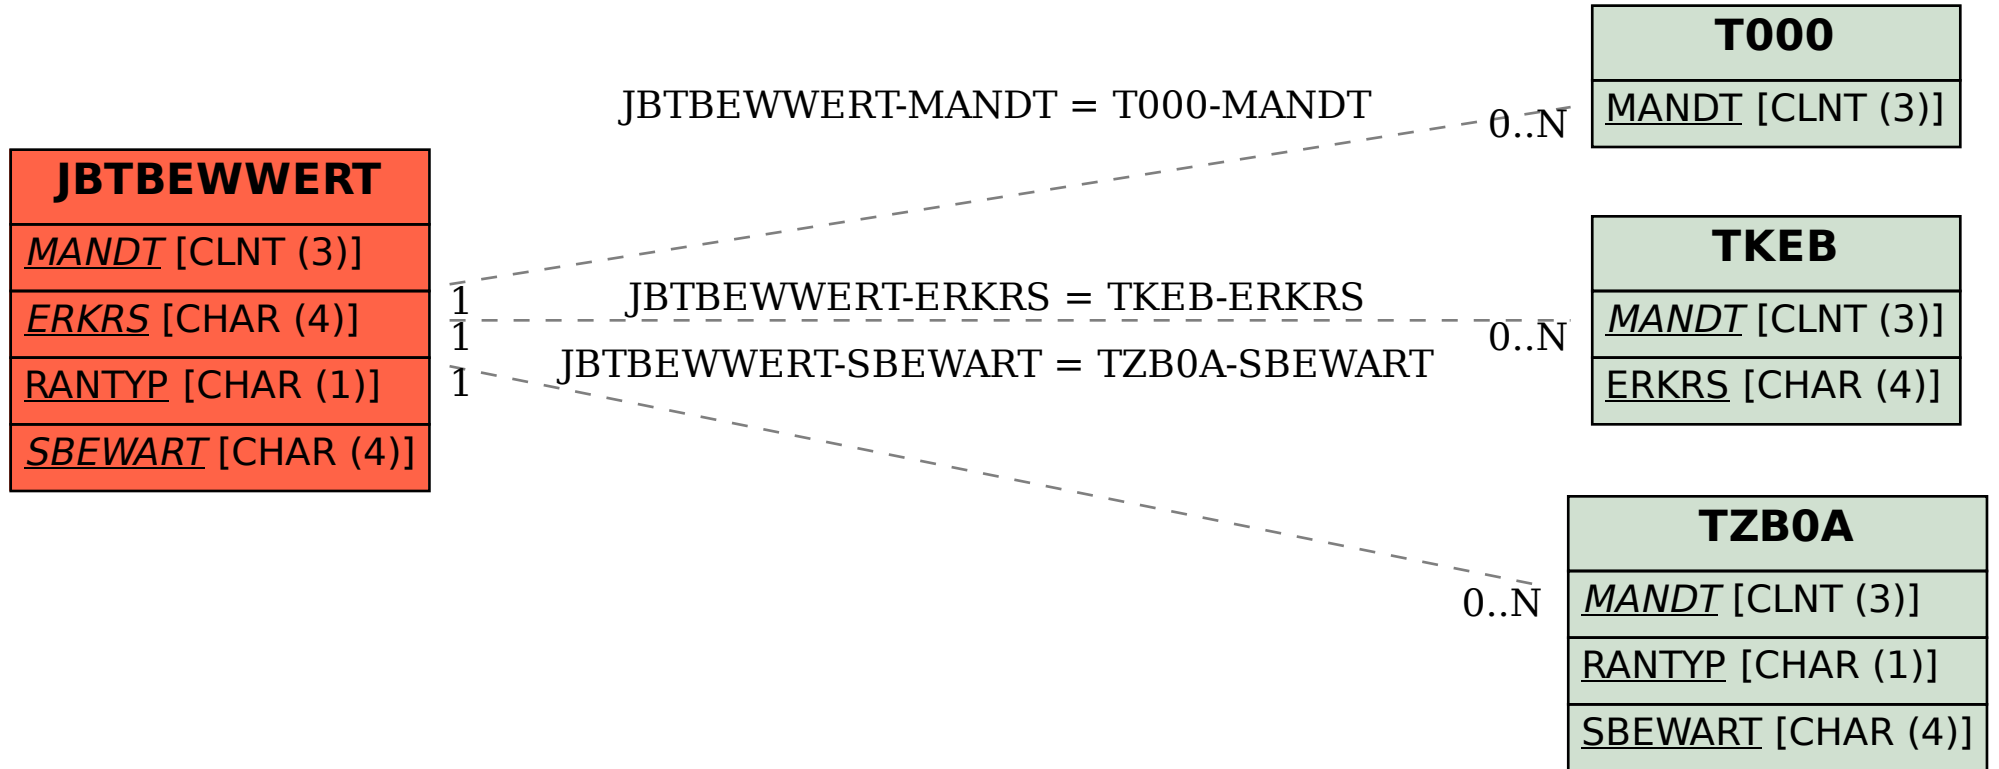 JBTBEWWERT
MANDT [CLNT (3)]
ERKRS [CHAR (4)]
RANTYP [CHAR (1)]
SBEWART [CHAR (4)]
JBTBEWWERT-MANDT = T000-MANDT
0..N
1
JBTBEWWERT-ERKRS = TKEB-ERKRS
0..N
1
JBTBEWWERT-SBEWART = TZB0A-SBEWART
0..N
1
T000
MANDT [CLNT (3)]
TKEB
MANDT [CLNT (3)]
ERKRS [CHAR (4)]
TZB0A
MANDT [CLNT (3)]
RANTYP [CHAR (1)]
SBEWART [CHAR (4)]